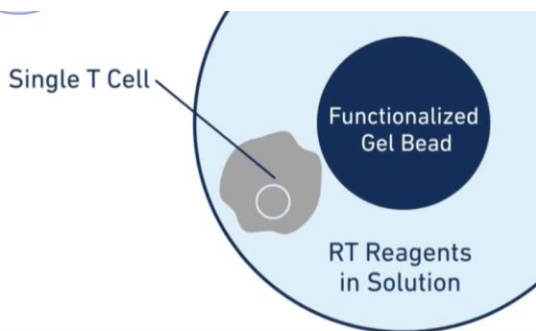 Single T Cell
Functionalized
Gel Bead
RT Reagents
in Solution